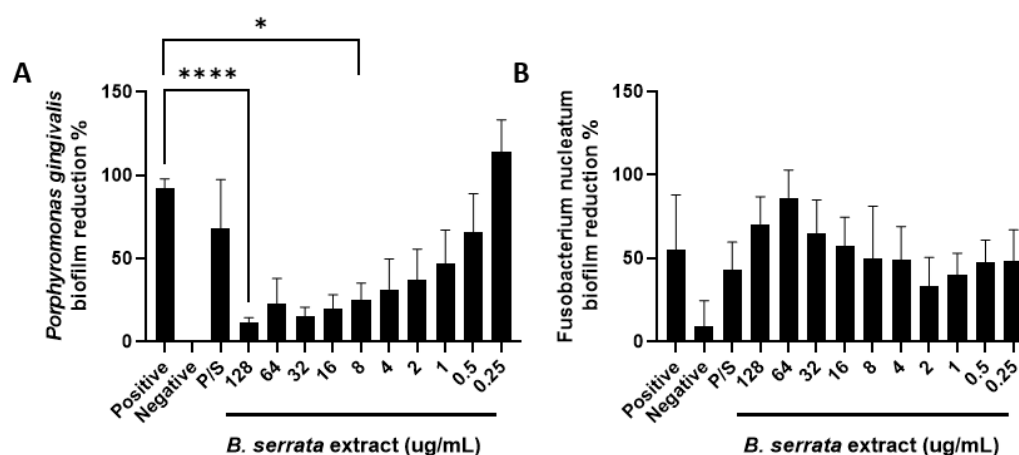 *
A
****
Porphyromonas gingivalis
biofilm reduction %
150
100
50
0
Positive
Negative
P/S
128
64
32
16
8
4
2
1
0.5
0.25
B. serrata extract (ug/mL)
B
Fusobacterium nucleatum
biofilm reduction %
150
100
50
0
Positive
Negative
P/S
128
64
32
16
8
4
2
1
0.5
0.25
B. serrata extract (ug/mL)